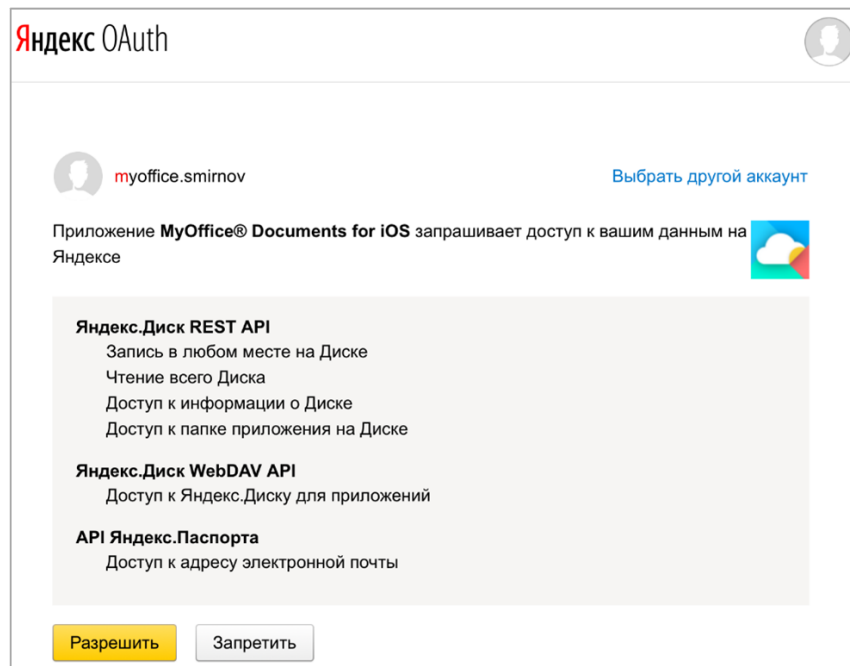 Яндекс OAuth
myoffice.smirnov
Выбрать другой аккаунт
Приложение MyOffice® Documents for iOS запрашивает доступ к вашим данным на
Яндексе
Яндекс.Диск REST API
Запись в любом месте на Диске
Чтение всего Диска
Доступ к информации о Диске
Доступ к папке приложения на Диске
Яндекс.Диск WebDAV API
Доступ к Яндекс.Диску для приложений
API Яндекс.Паспорта
Доступ к адресу электронной почты
Разрешить
Запретить